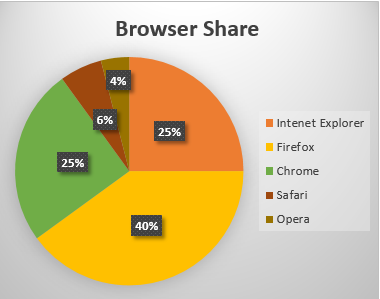 Browser Share
4%
6%
25%
25%
40%
Intenet Explorer
Firefox
Chrome
Safari
Opera